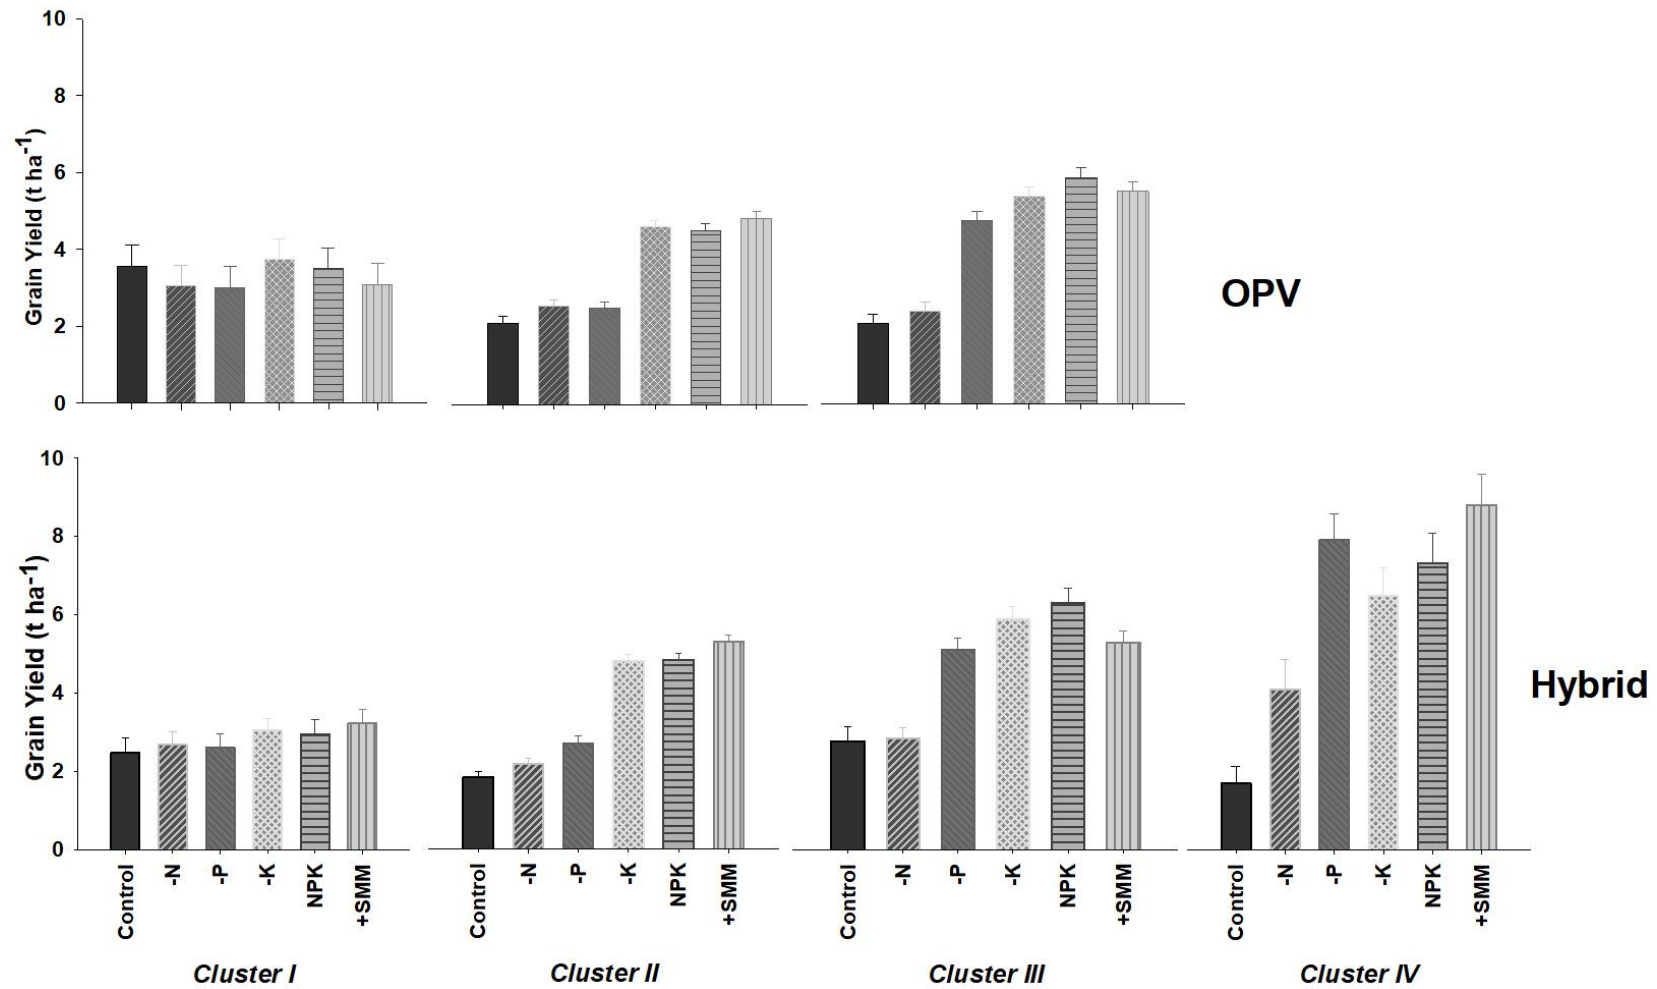 10
8
6
4
2
0
Grain Yield (t ha-1)
OPV
10
8
6
4
2
0
Grain Yield (t ha-1)
Hybrid
Control -N -P -K NPK +SMM
Control -N -P -K NPK +SMM
Control -N -P -K NPK +SMM
Control -N -P -K NPK +SMM
Cluster I
Cluster II
Cluster III
Cluster IV